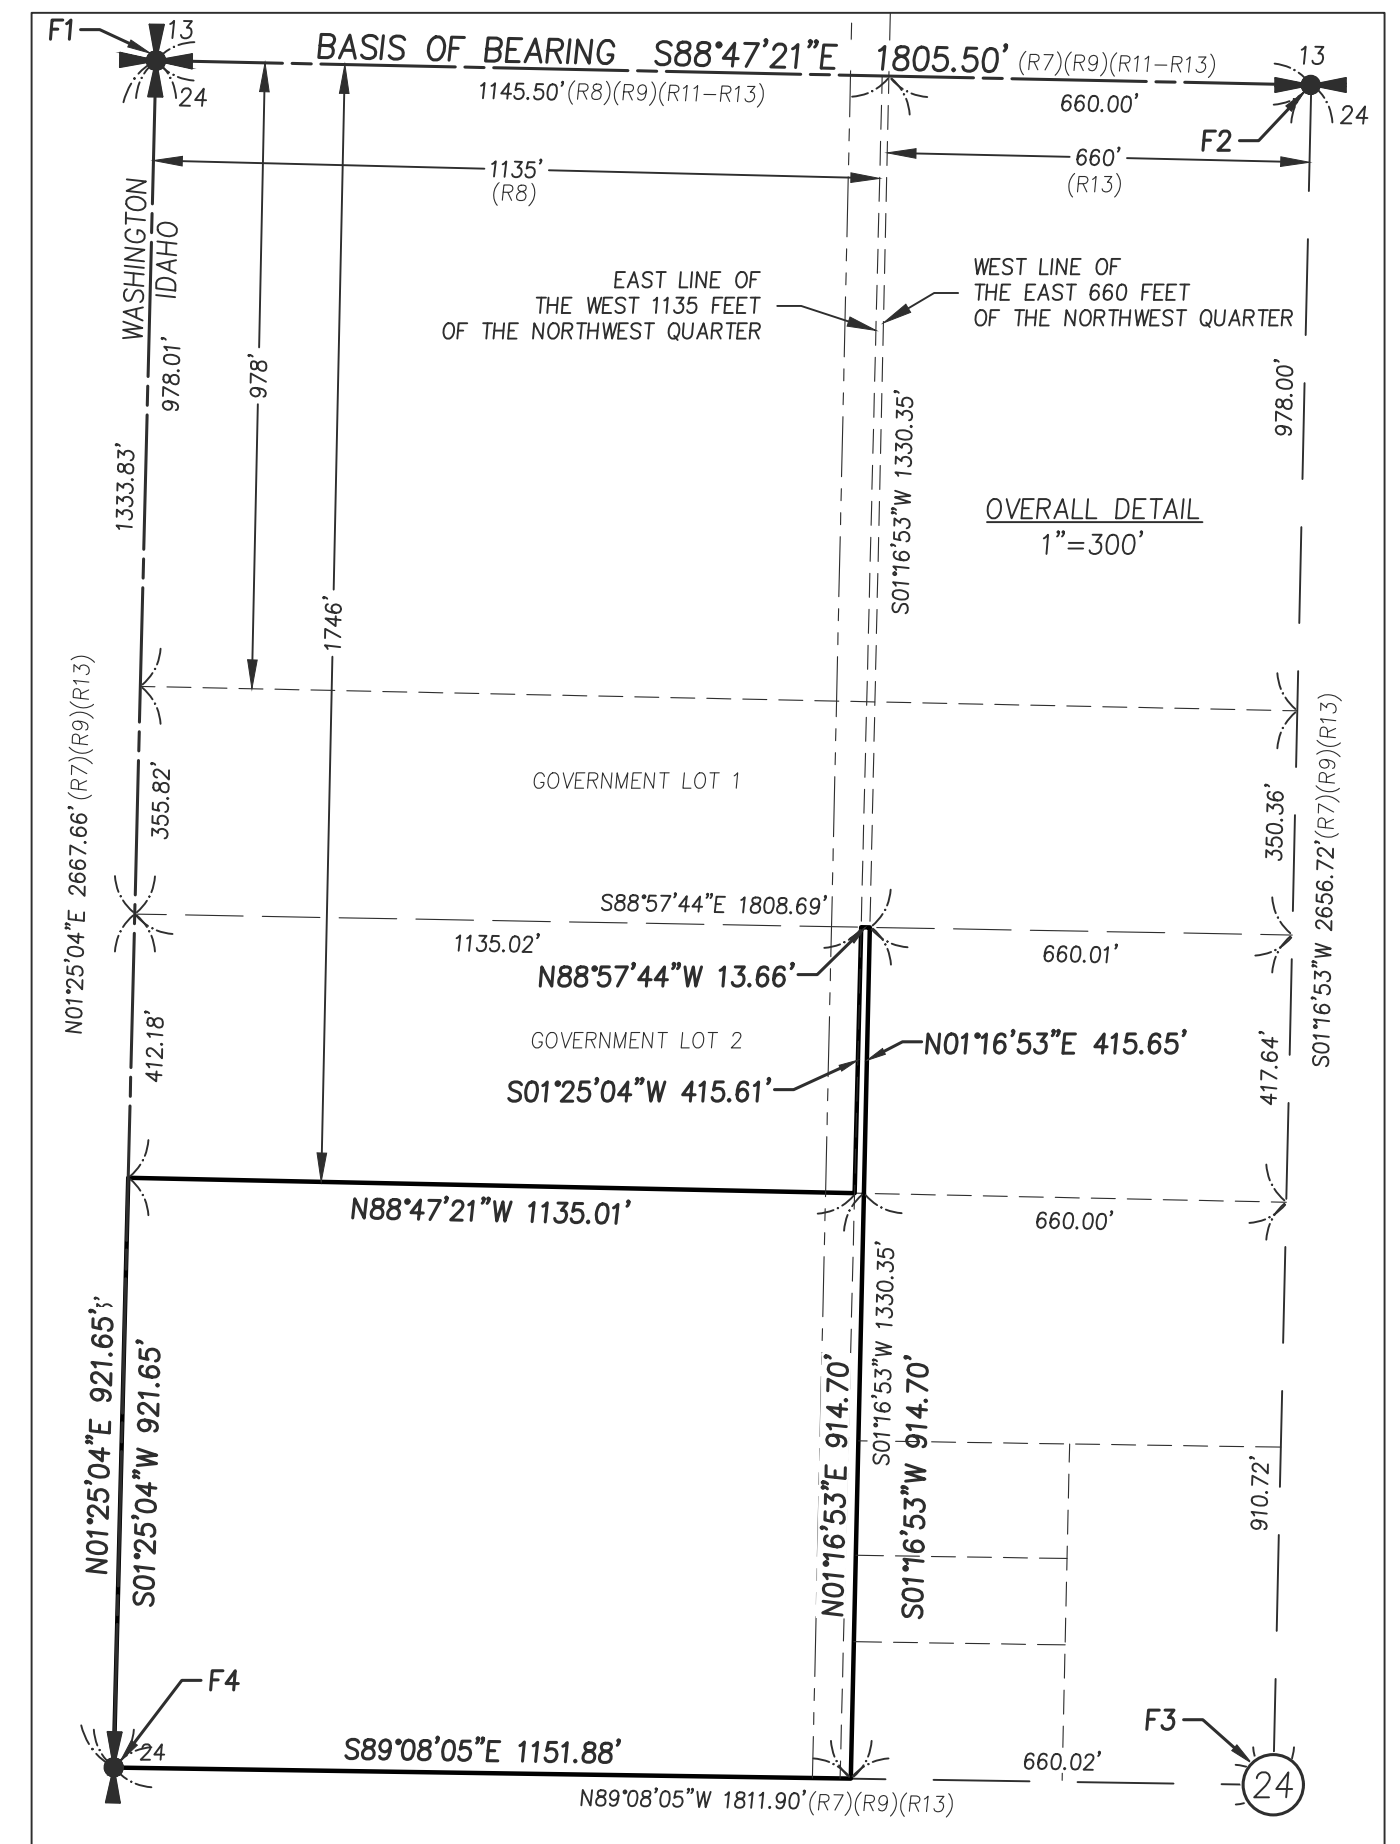 F1
13
BASIS OF BEARING S88°47'21"E 1805.50' (R7)(R9)(R11-R13)
13
24
1145.50' (R8)(R9)(R11-R13)
660.00'
24
F2
1135'
(R8)
660'
(R13)
WASHINGTON
IDAHO
EAST LINE OF
THE WEST 1135 FEET
OF THE NORTHWEST QUARTER
WEST LINE OF
THE EAST 660 FEET
OF THE NORTHWEST QUARTER
978.01'
978'
978.00'
1333.83'
S01°16'53"W 1330.35'
OVERALL DETAIL
1"=300'
1746'
N01°25'04"E 2667.66' (R7)(R9)(R13)
S01°16'53"W 2656.72' (R7)(R9)(R13)
355.82'
GOVERNMENT LOT 1
350.36'
S88°57'44"E 1808.69'
1135.02'
660.01'
N88°57'44"W 13.66'
412.18'
GOVERNMENT LOT 2
N01°16'53"E 415.65'
417.64'
S01°25'04"W 415.61'
N88°47'21"W 1135.01'
660.00'
N01°25'04"E 921.65'
S01°25'04"W 921.65'
N01°16'53"E 914.70'
S01°16'53"W 1330.35'
S01°16'53"W 914.70'
910.72'
F4
24
S89°08'05"E 1151.88'
F3
660.02'
24
N89°08'05"W 1811.90' (R7)(R9)(R13)